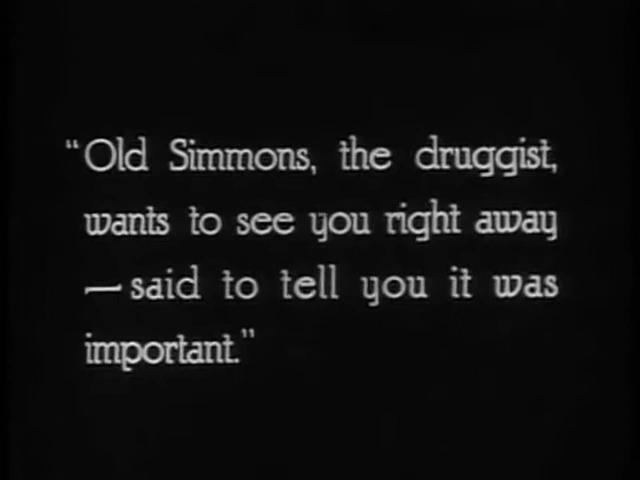 “Old Simmons, the druggist,
wants to see you right away
—said to tell you it was
important.”